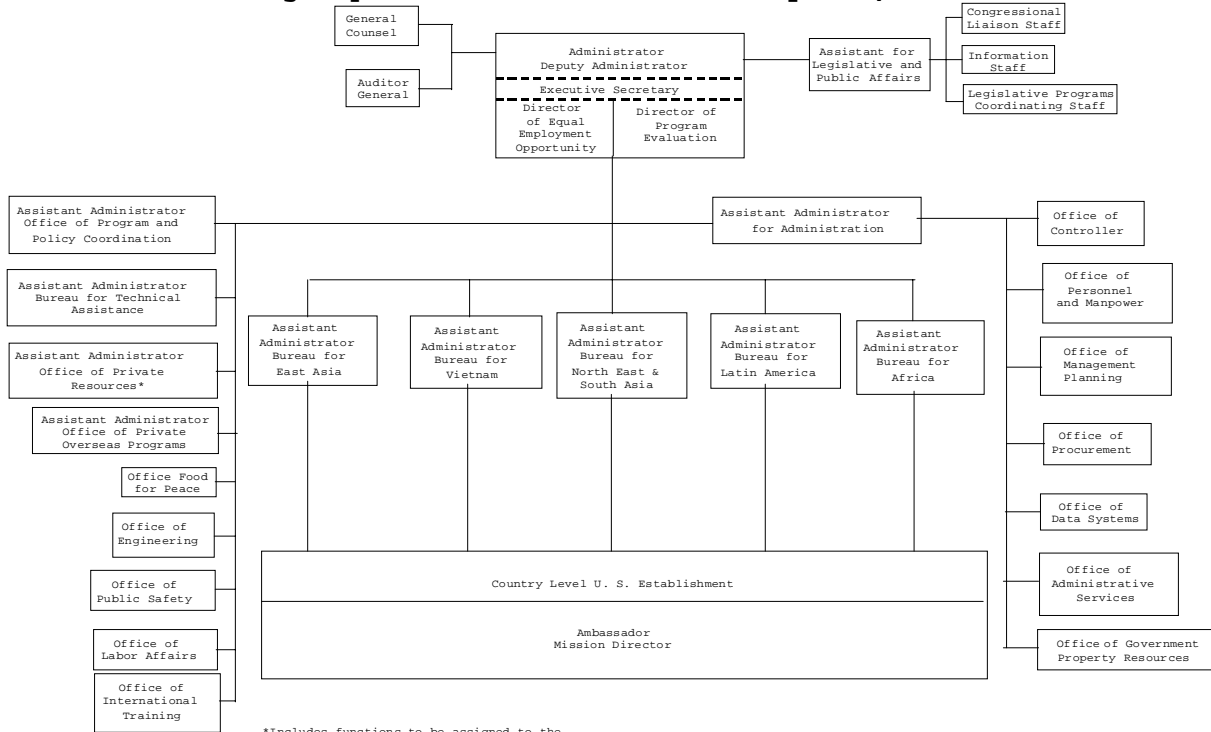 General
Counsel
Auditor
General
Administrator
Deputy Administrator
Executive Secretary
Director
of Equal
Employment
Opportunity
Director of
Program
Evaluation
Assistant for
Legislative and
Public Affairs
Congressional
Liaison Staff
Information
Staff
Legislative Programs
Coordinating Staff
Assistant Administrator
Office of Program and
Policy Coordination
Assistant Administrator
for Administration
Office of
Controller
Assistant Administrator
Bureau for Technical
Assistance
Assistant Administrator
Office of Private
Resources*
Assistant Administrator
Office of Private
Overseas Programs
Office Food
for Peace
Office of
Engineering
Office of
Public Safety
Office of
Labor Affairs
Office of
International
Training
Assistant
Administrator
Bureau for
East Asia
Assistant
Administrator
Bureau for
Vietnam
Assistant
Administrator
Bureau for
North East &
South Asia
Assistant
Administrator
Bureau for
Latin America
Assistant
Administrator
Bureau for
Africa
Office of
Personnel
and Manpower
Office of
Management
Planning
Office of
Procurement
Office of
Data Systems
Office of
Administrative
Services
Office of Government
Property Resources
Country Level U. S. Establishment
Ambassador
Mission Director
*Includes functions to be assigned to the